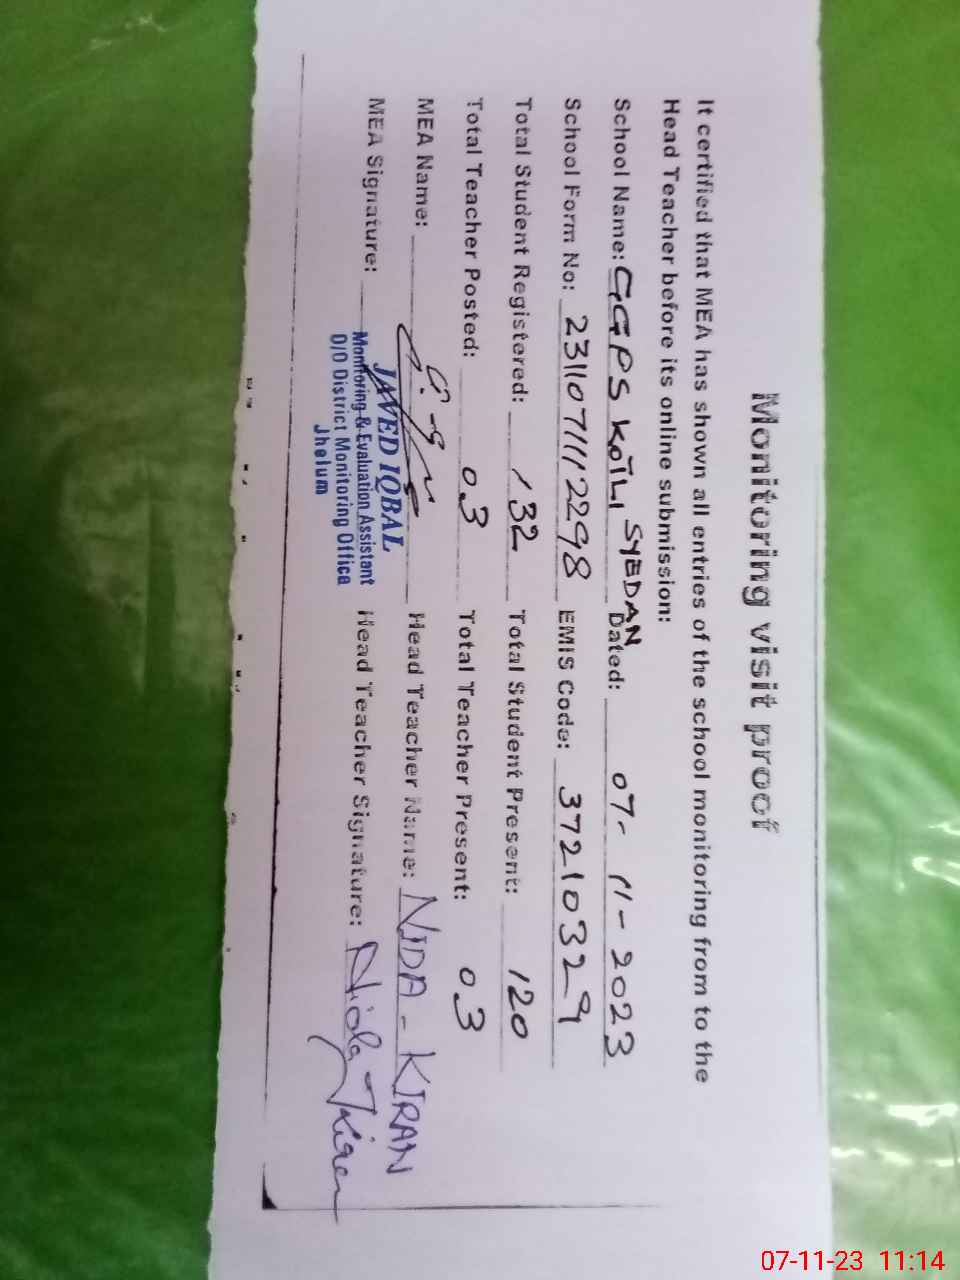 Monitoring visit proof
It certified that MEA has shown all entries of the school monitoring from to the
Head Teacher before its online submission:
School Name: GGPS KOTLI SYEDAN Dated: 07-11-2023
School Form No: 2311071112298 EMIS Code: 37210329
Total Student Registered: 132 Total Student Present: 120
Total Teacher Posted: 03 Total Teacher Present: 03
MEA Name: Head Teacher Name: NIDA-KIRAN
MEA Signature: Head Teacher Signature: Nida Kiran
JAVED IQBAL
Monitoring & Evaluation Assistant
D/O District Monitoring Office
Jhelum
07-11-23 11:14